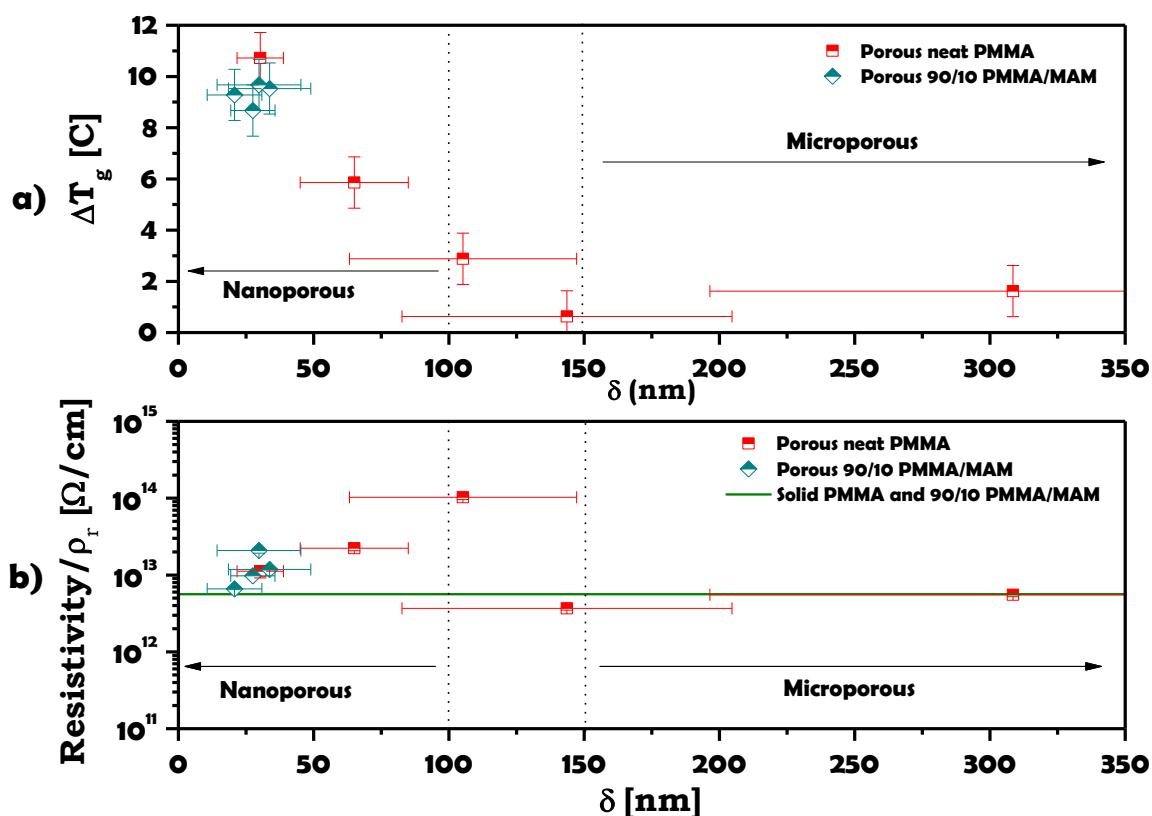 a)
ΔTg [C]
12
10
8
6
4
2
0
Porous neat PMMA
Porous 90/10 PMMA/MAM
Microporous
Nanoporous
0 50 100 150 200 250 300 350
δ (nm)
b)
Resistivity/ρr [Ω/cm]
10^15
10^14
10^13
10^12
10^11
Porous neat PMMA
Porous 90/10 PMMA/MAM
Solid PMMA and 90/10 PMMA/MAM
Nanoporous
Microporous
0 50 100 150 200 250 300 350
δ [nm]